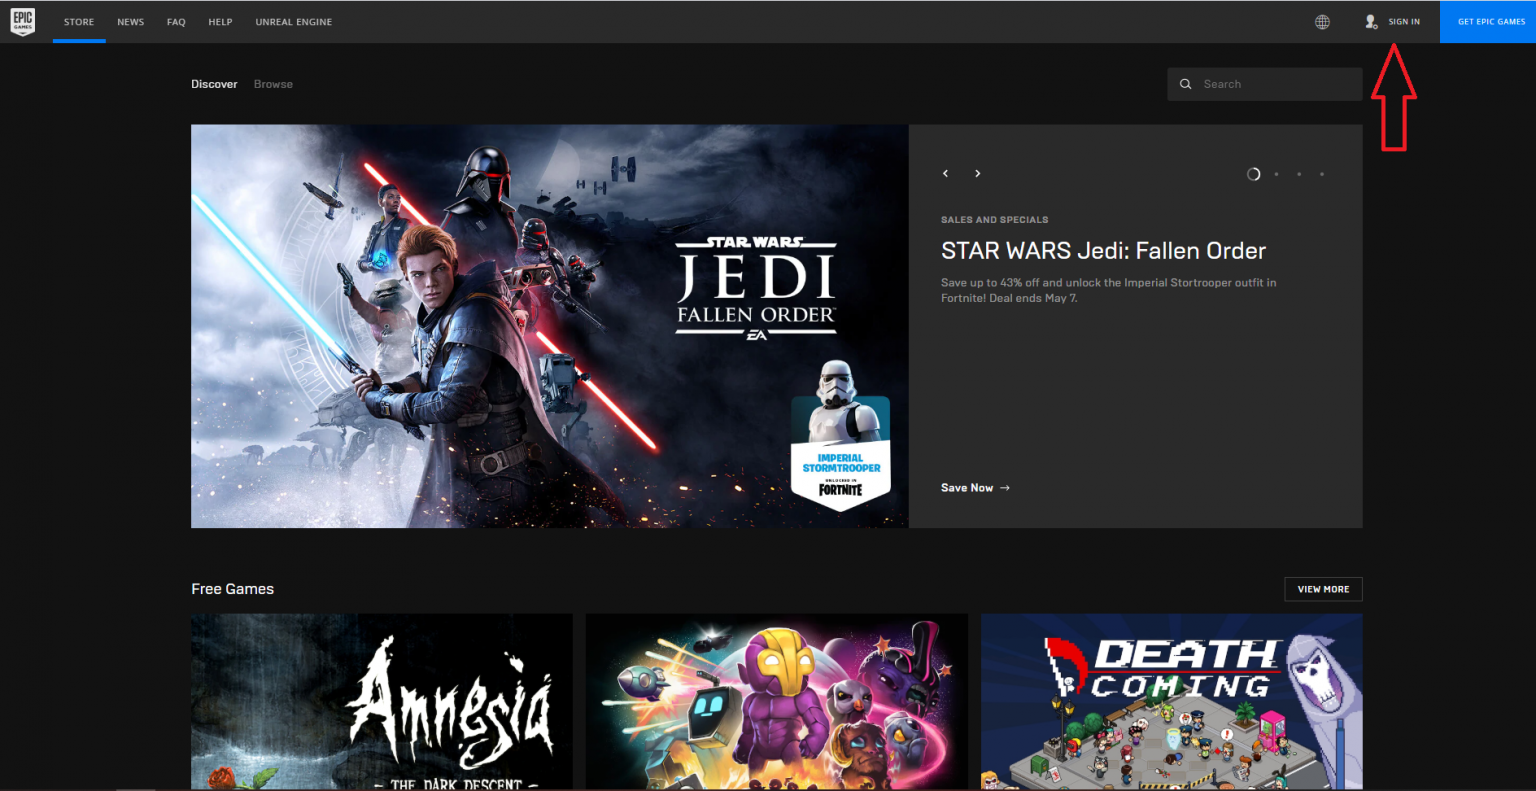 EPIC
GAMES
STORE
NEWS
FAQ
HELP
UNREAL ENGINE
SIGN IN
GET EPIC GAMES
Discover
Browse
Search
STAR WARS
JEDI
FALLEN ORDER
EA
IMPERIAL
STORMTROOPER
UNLOCKED IN
FORTNITE
SALES AND SPECIALS
STAR WARS Jedi: Fallen Order
Save up to 43% off and unlock the Imperial Stortrooper outfit in
Fortnite! Deal ends May 7.
Save Now →
Free Games
VIEW MORE
Amnesia
- THE DARK DESCENT -
DEATH
COMING